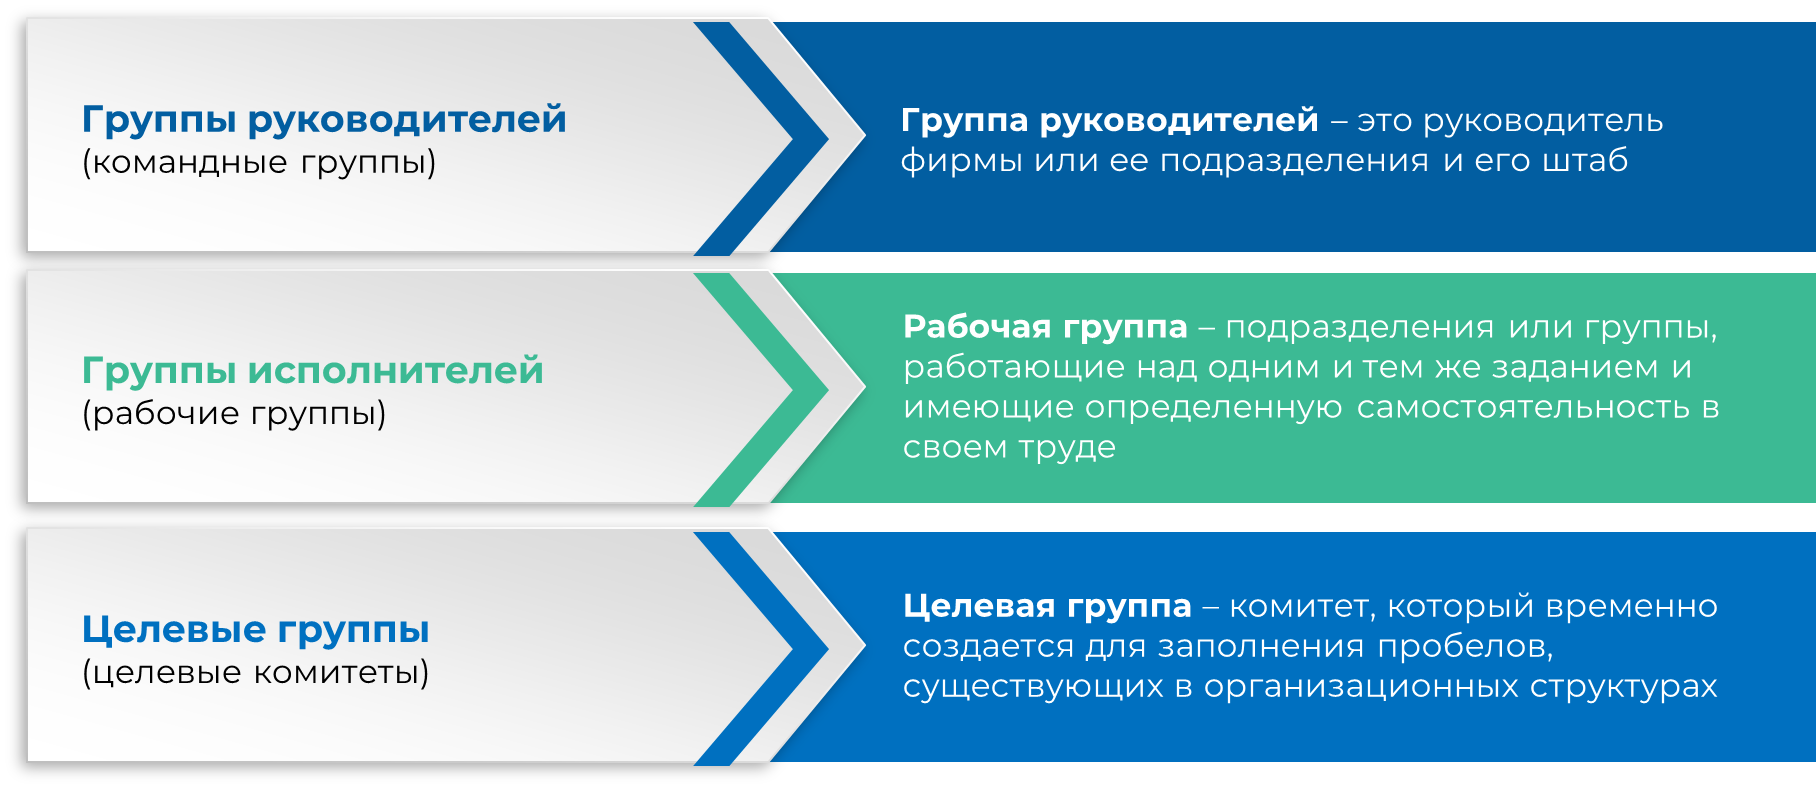 Группы руководителей
(командные группы)
Группа руководителей – это руководитель
фирмы или ее подразделения и его штаб
Группы исполнителей
(рабочие группы)
Рабочая группа – подразделения или группы,
работающие над одним и тем же заданием и
имеющие определенную самостоятельность в
своем труде
Целевые группы
(целевые комитеты)
Целевая группа – комитет, который временно
создается для заполнения пробелов,
существующих в организационных структурах